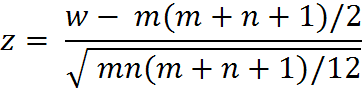 z = (w − m(m + n + 1)/2) / √(mn(m + n + 1)/12)